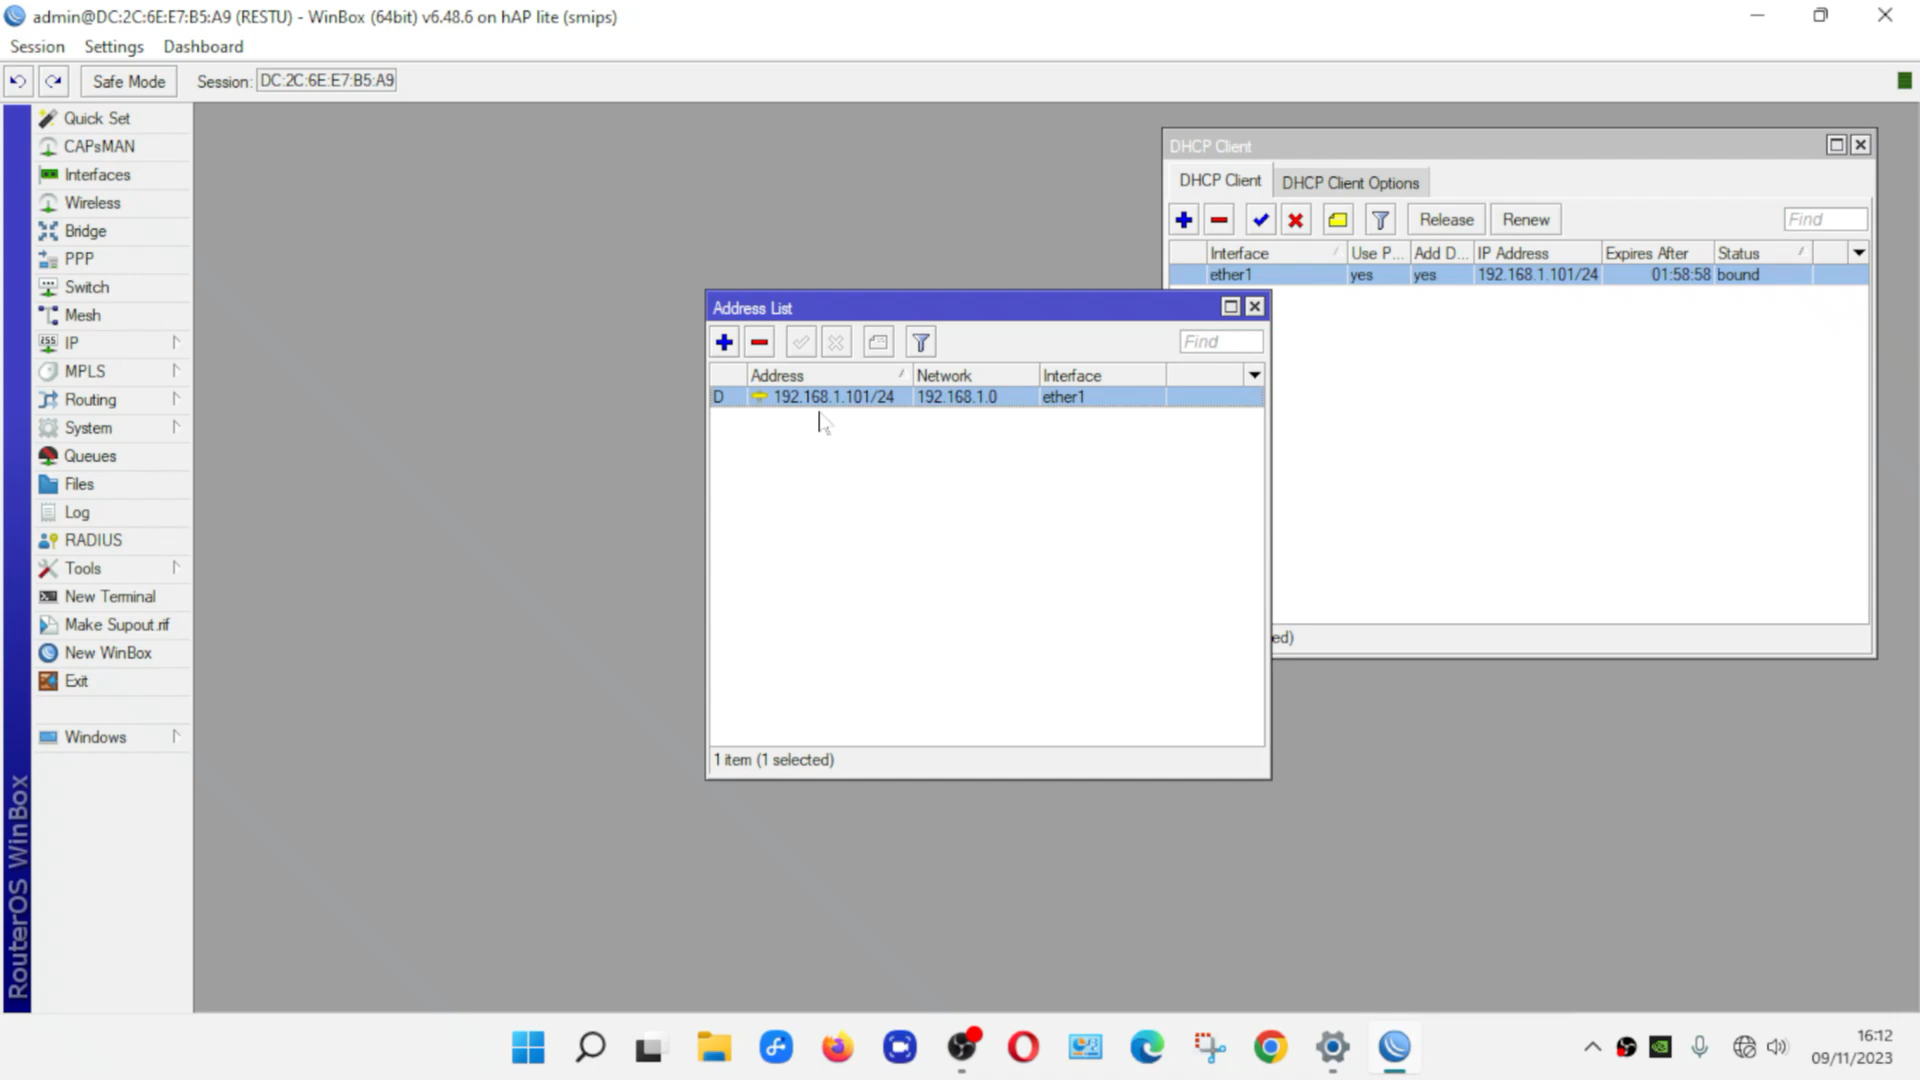 admin@DC:2C:6E:E7:B5:A9 (RESTU) - WinBox (64bit) v6.48.6 on hAP lite (smips)
Session Settings Dashboard
Safe Mode Session: DC:2C:6E:E7:B5:A9
Quick Set
CAPsMAN
Interfaces
Wireless
Bridge
PPP
Switch
Mesh
IP
MPLS
Routing
System
Queues
Files
Log
RADIUS
Tools
New Terminal
Make Supout.rif
New WinBox
Exit
Windows
RouterOS WinBox
DHCP Client
DHCP Client DHCP Client Options
Release Renew Find
Interface Use P... Add D... IP Address Expires After Status
ether1 yes yes 192.168.1.101/24 01:58:58 bound
ed)
Address List
Find
Address Network Interface
D 192.168.1.101/24 192.168.1.0 ether1
1 item (1 selected)
16:12
09/11/2023